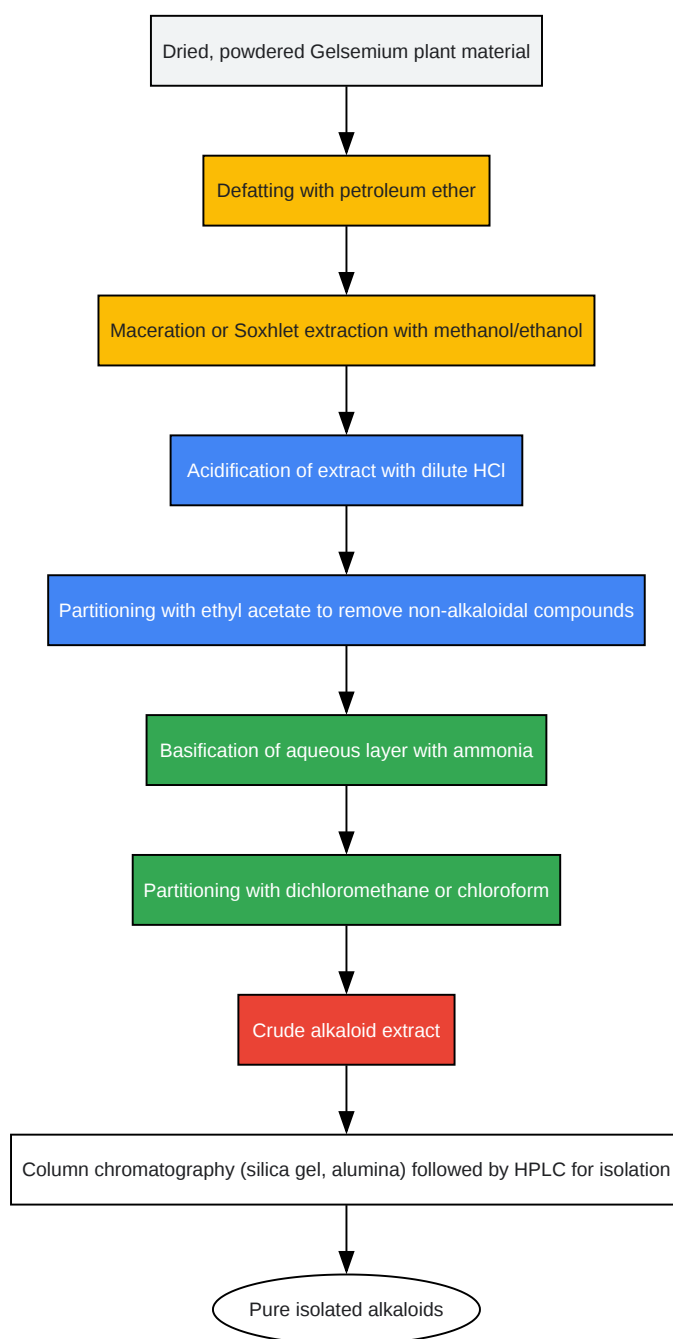 Dried, powdered Gelsemium plant material
Defatting with petroleum ether
Maceration or Soxhlet extraction with methanol/ethanol
Acidification of extract with dilute HCl
Partitioning with ethyl acetate to remove non-alkaloidal compounds
Basification of aqueous layer with ammonia
Partitioning with dichloromethane or chloroform
Crude alkaloid extract
Column chromatography (silica gel, alumina) followed by HPLC for isolation
Pure isolated alkaloids